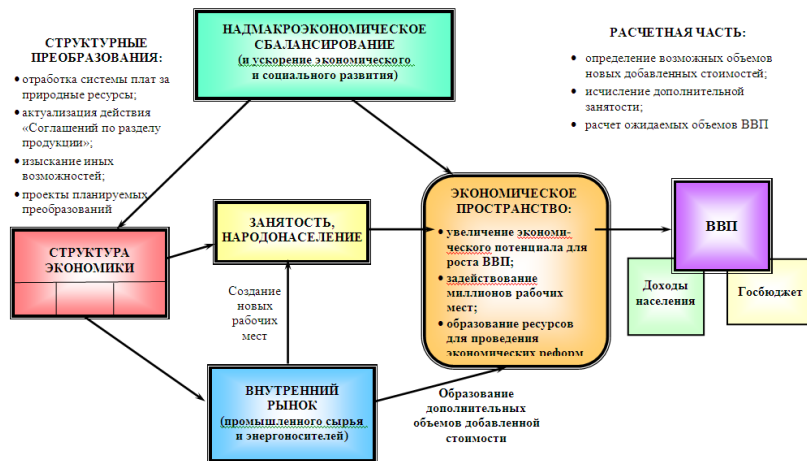 СТРУКТУРНЫЕ
ПРЕОБРАЗОВАНИЯ:
• отработка системы плат за
природные ресурсы;
• актуализация действия
«Соглашений по разделу
продукции»;
• изыскание иных
возможностей;
• проекты планируемых
преобразований
НАДМАКРОЭКОНОМИЧЕСКОЕ
СБАЛАНСИРОВАНИЕ
(и ускорение экономического
и социального развития)
РАСЧЕТНАЯ ЧАСТЬ:
• определение возможных объемов
новых добавленных стоимостей;
• исчисление дополнительной
занятости;
• расчет ожидаемых объемов ВВП
СТРУКТУРА
ЭКОНОМИКИ
ЗАНЯТОСТЬ,
НАРОДОНАСЕЛЕНИЕ
ЭКОНОМИЧЕСКОЕ
ПРОСТРАНСТВО:
• увеличение экономи-
ческого потенциала для
роста ВВП;
• задействование
миллионов рабочих
мест;
• образование ресурсов
для проведения
экономических реформ
ВВП
Доходы
населения
Госбюджет
Создание
новых
рабочих
мест
ВНУТРЕННИЙ
РЫНОК
(промышленного сырья
и энергоносителей)
Образование
дополнительных
объемов добавленной
стоимости